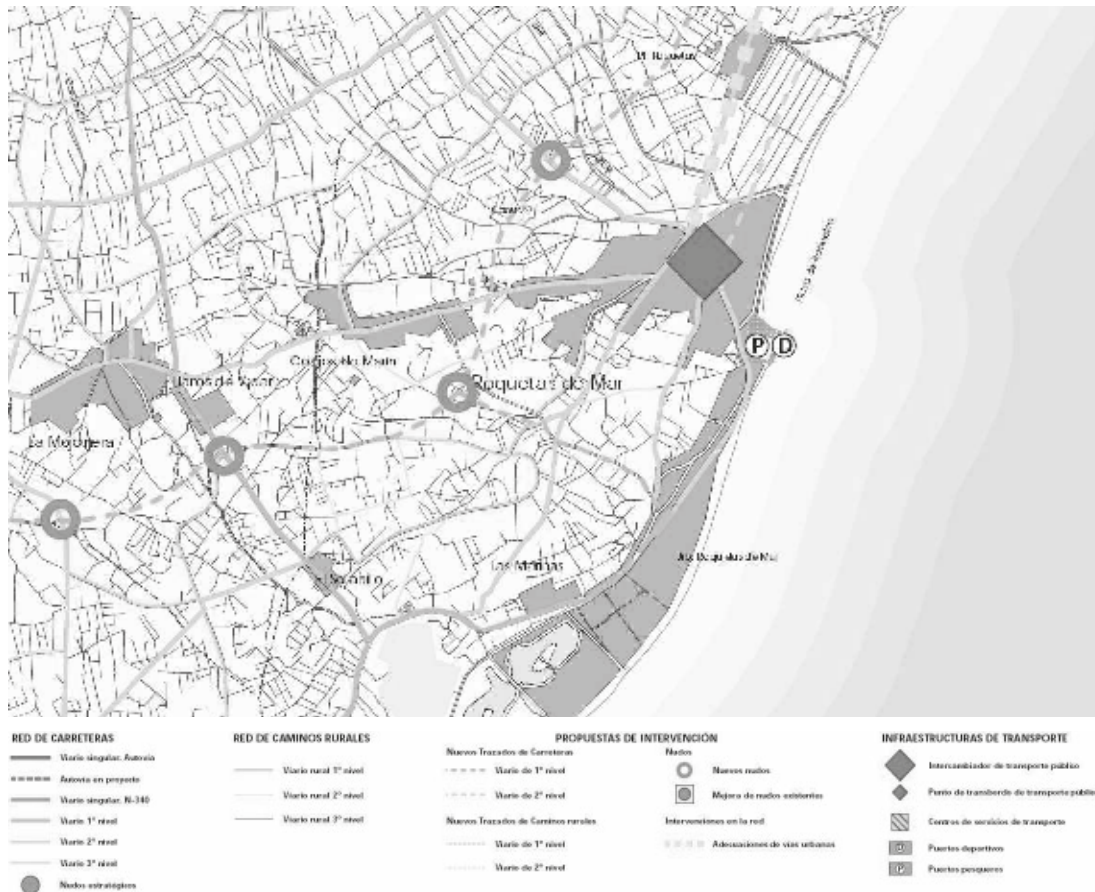 Roquetas de Mar
La Mojonera
Las Marinas
P D
RED DE CARRETERAS
Viario singular. Autovía
Autovía en proyecto
Viario singular. N-340
Viario 1º nivel
Viario 2º nivel
Viario 3º nivel
Nudos estratégicos
RED DE CAMINOS RURALES
Viario rural 1º nivel
Viario rural 2º nivel
Viario rural 3º nivel
PROPUESTAS DE INTERVENCIÓN
Nuevos Trazados de Carreteras
Viario de 1º nivel
Viario de 2º nivel
Nuevos Trazados de Caminos rurales
Viario de 1º nivel
Viario de 2º nivel
Nudos
Nuevos nudos
Mejora de nudos existentes
Intervenciones en la red
Adecuaciones de vías urbanas
INFRAESTRUCTURAS DE TRANSPORTE
Intercambiador de transporte público
Punto de transbordo de transporte públic
Centros de servicios de transporte
D Puertos deportivos
P Puertos pesqueros